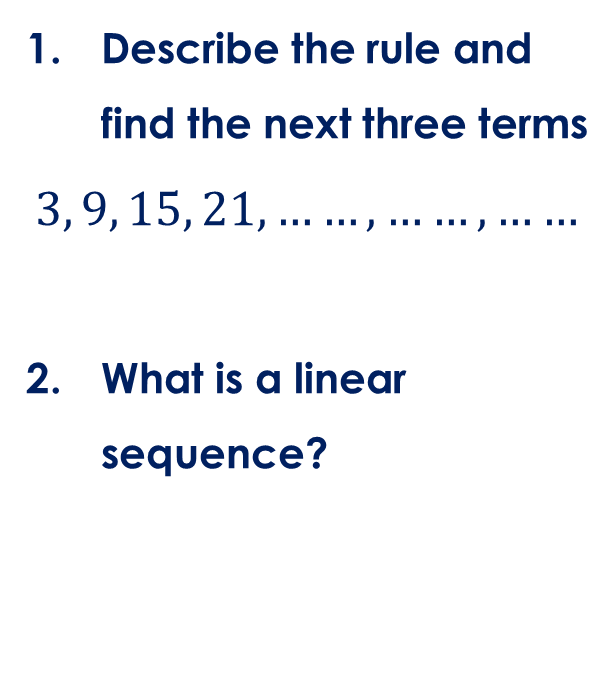 1. Describe the rule and
find the next three terms
3, 9, 15, 21, ... ... , ... ... , ... ...
2. What is a linear
sequence?